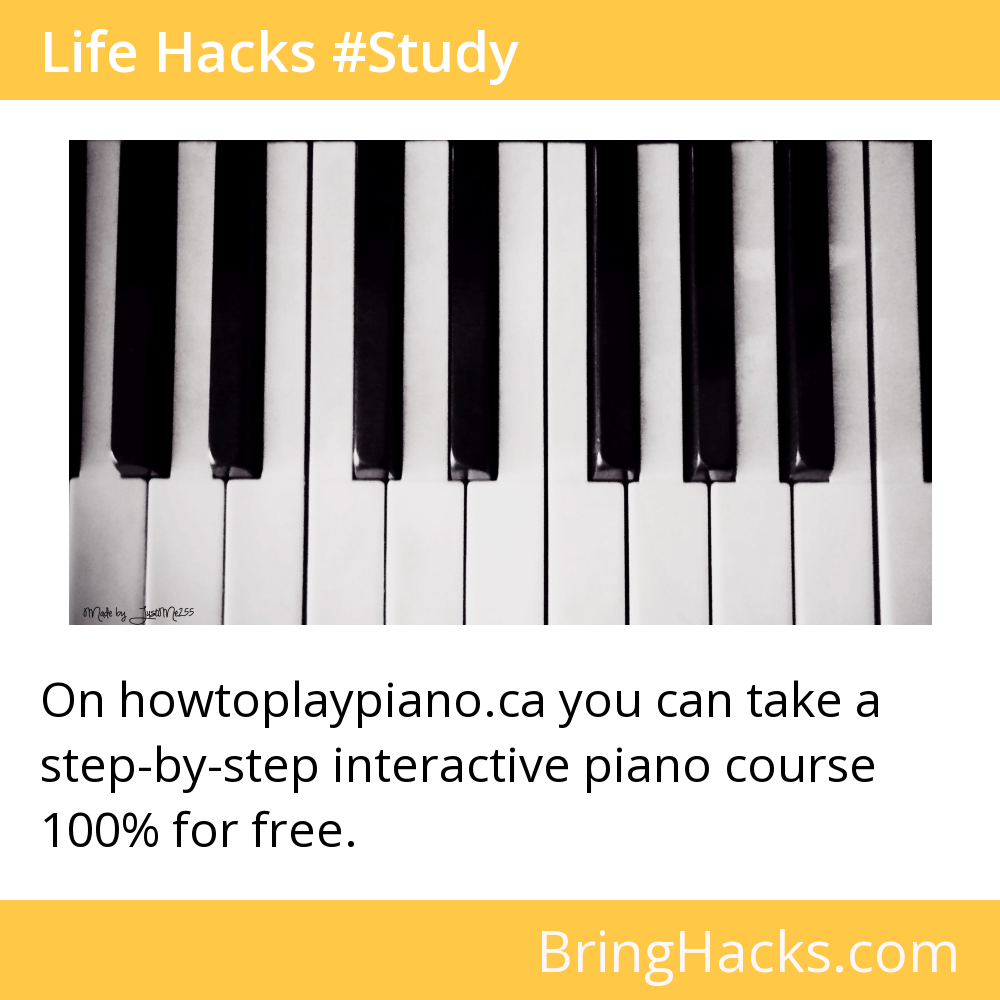 Life Hacks #Study
Made by JustMe255
On howtoplaypiano.ca you can take a
step-by-step interactive piano course
100% for free.
BringHacks.com